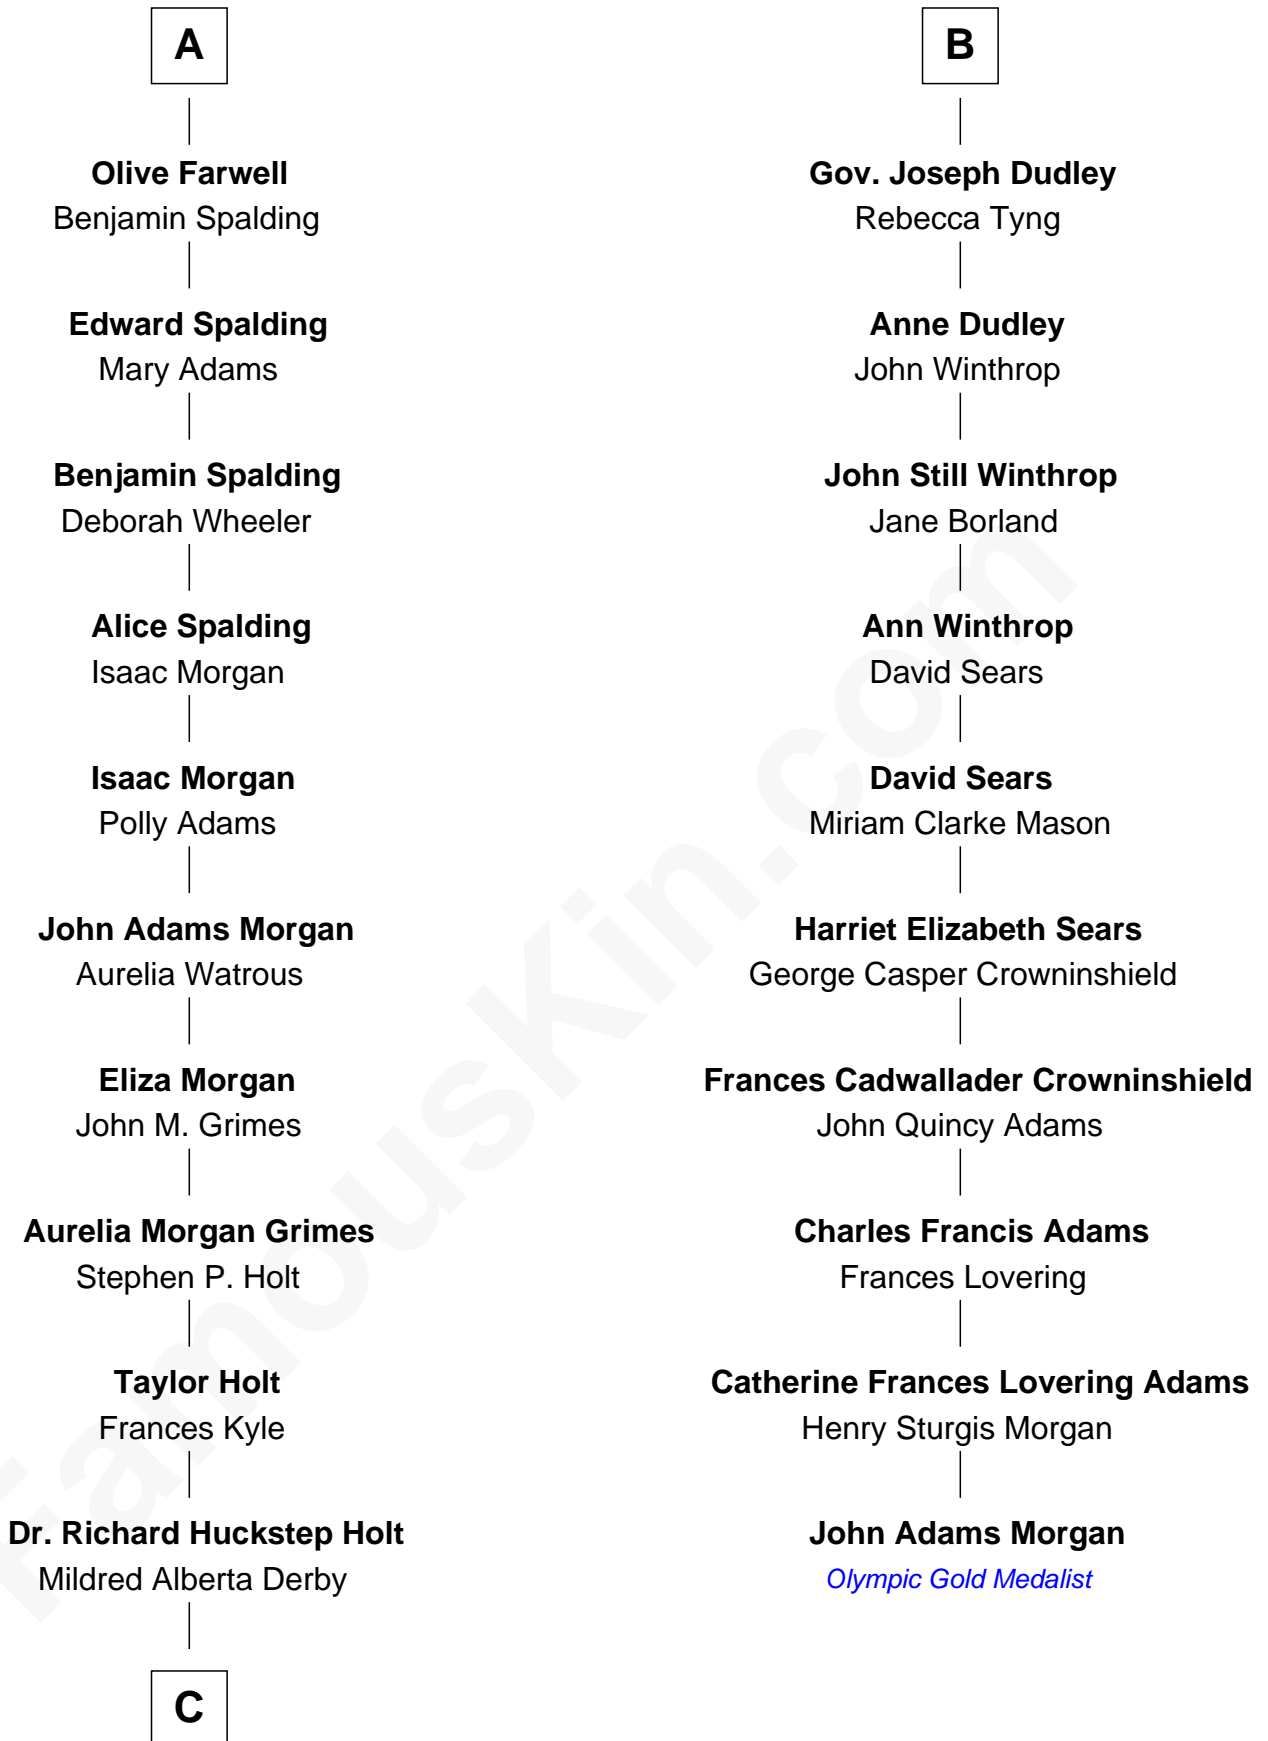 A
Olive Farwell
Benjamin Spalding
Edward Spalding
Mary Adams
Benjamin Spalding
Deborah Wheeler
Alice Spalding
Isaac Morgan
Isaac Morgan
Polly Adams
John Adams Morgan
Aurelia Watrous
Eliza Morgan
John M. Grimes
Aurelia Morgan Grimes
Stephen P. Holt
Taylor Holt
Frances Kyle
Dr. Richard Huckstep Holt
Mildred Alberta Derby
C
B
Gov. Joseph Dudley
Rebecca Tyng
Anne Dudley
John Winthrop
John Still Winthrop
Jane Borland
Ann Winthrop
David Sears
David Sears
Miriam Clarke Mason
Harriet Elizabeth Sears
George Casper Crowninshield
Frances Cadwallader Crowninshield
John Quincy Adams
Charles Francis Adams
Frances Lovering
Catherine Frances Lovering Adams
Henry Sturgis Morgan
John Adams Morgan
Olympic Gold Medalist
FamousKin.com